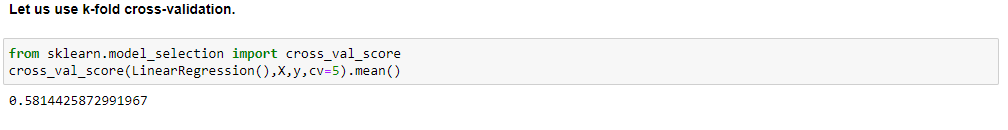 Let us use k-fold cross-validation.
from sklearn.model_selection import cross_val_score
cross_val_score(LinearRegression(),X,y,cv=5).mean()
0.5814425872991967